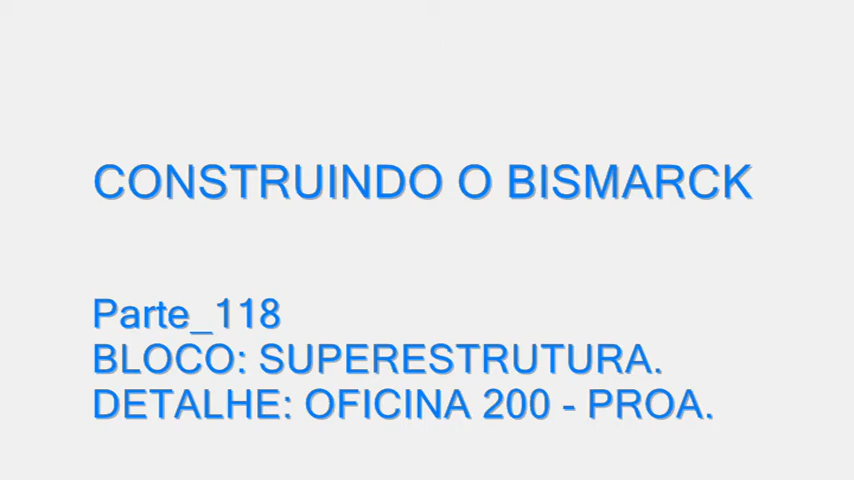 CONSTRUINDO O BISMARCK
Parte_118
BLOCO: SUPERESTRUTURA.
DETALHE: OFICINA 200 - PROA.